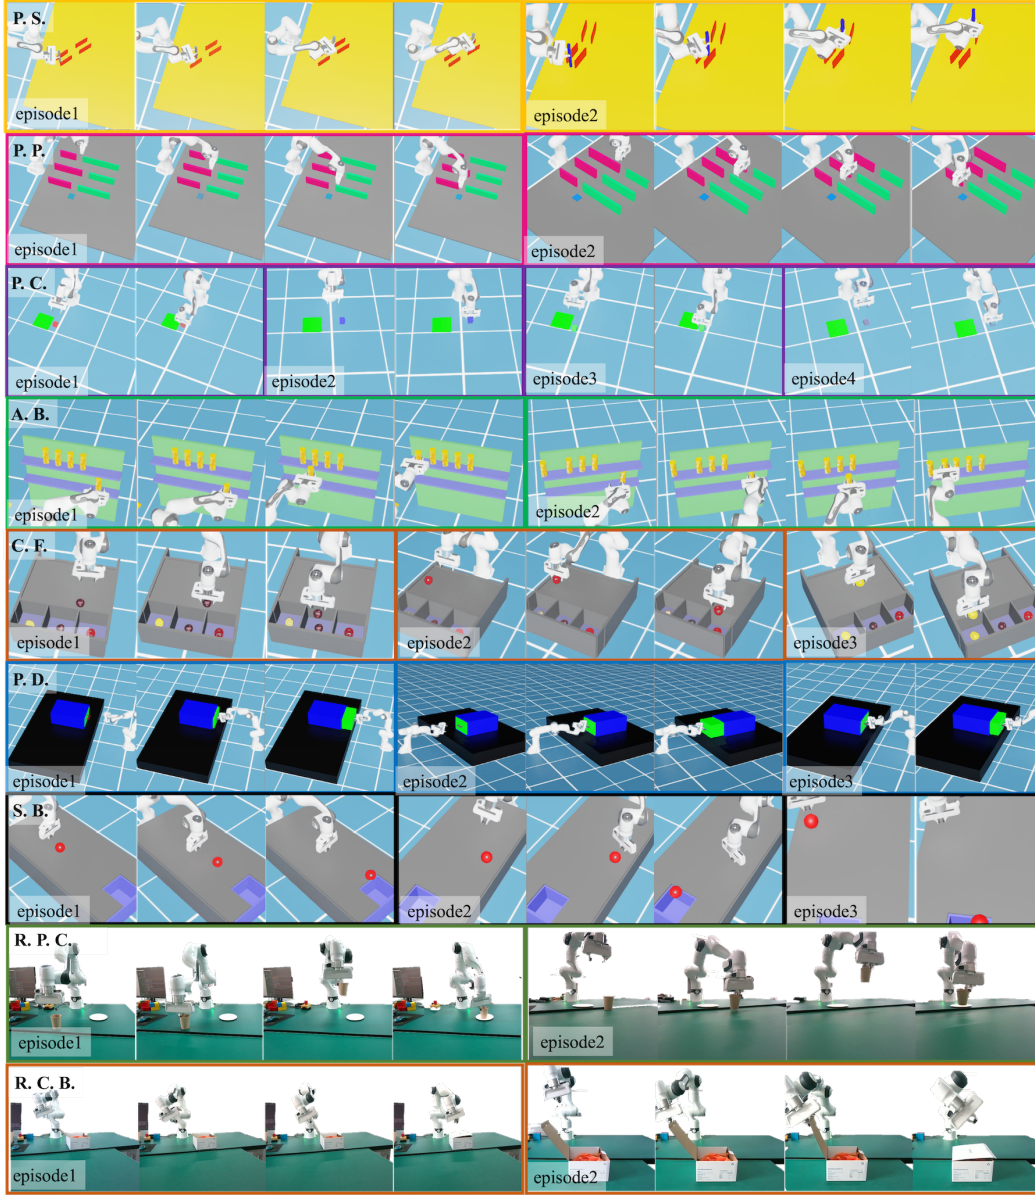 P. S.
episode1
episode2
P. P.
episode1
episode2
P. C.
episode1
episode2
episode3
episode4
A. B.
episode1
episode2
C. F.
episode1
episode2
episode3
P. D.
episode1
episode2
episode3
S. B.
episode1
episode2
episode3
R. P. C.
episode1
episode2
R. C. B.
episode1
episode2